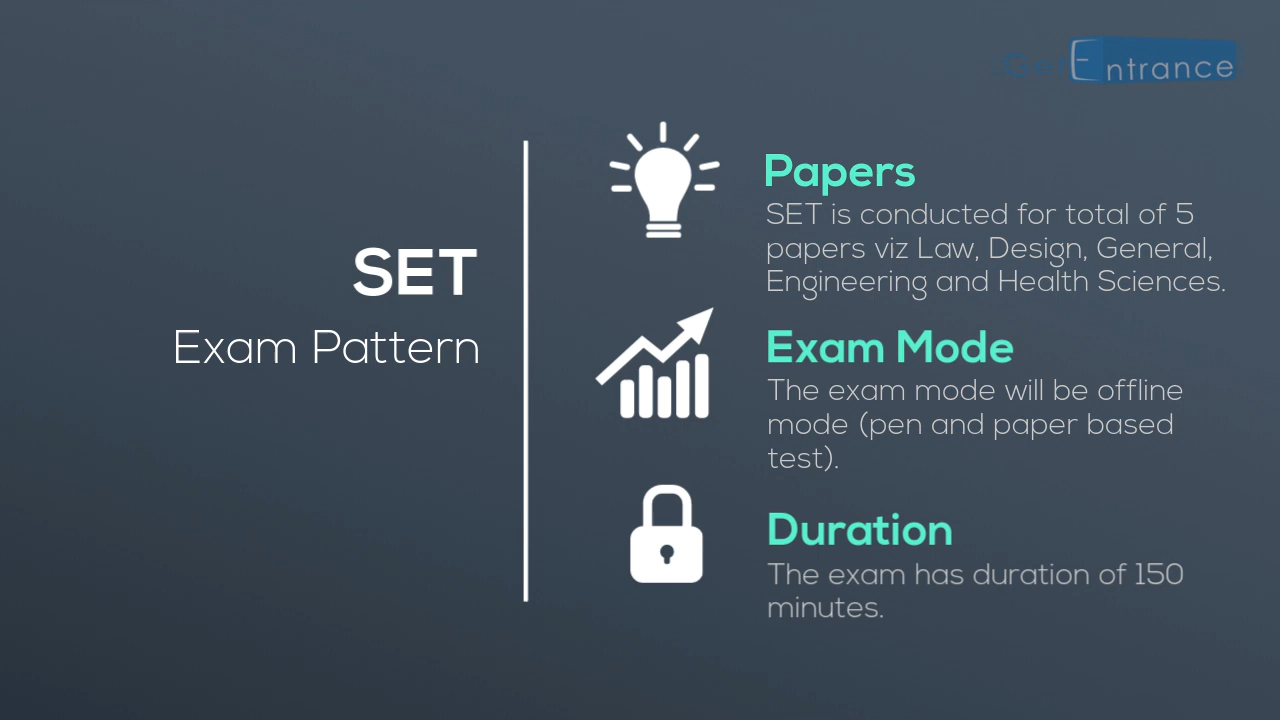 GetEntrance
SET
Exam Pattern
Papers
SET is conducted for total of 5
papers viz Law, Design, General,
Engineering and Health Sciences.
Exam Mode
The exam mode will be offline
mode (pen and paper based
test).
Duration
The exam has duration of 150
minutes.